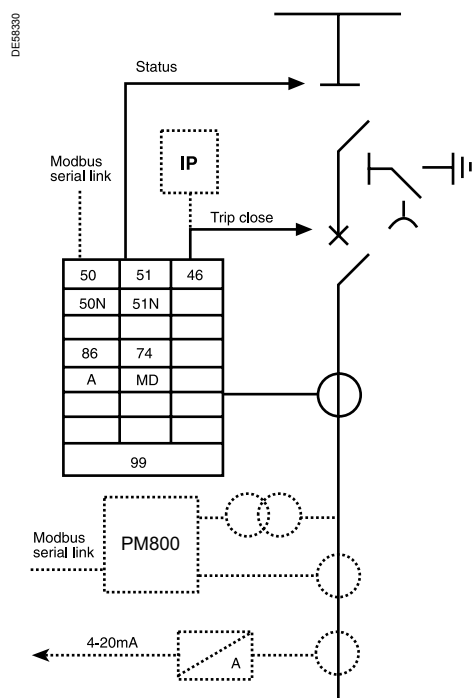 DE58330
Status
Modbus
serial link
IP
Trip close
50 51 46
50N 51N
86 74
A MD
99
Modbus
serial link
PM800
4-20mA
A